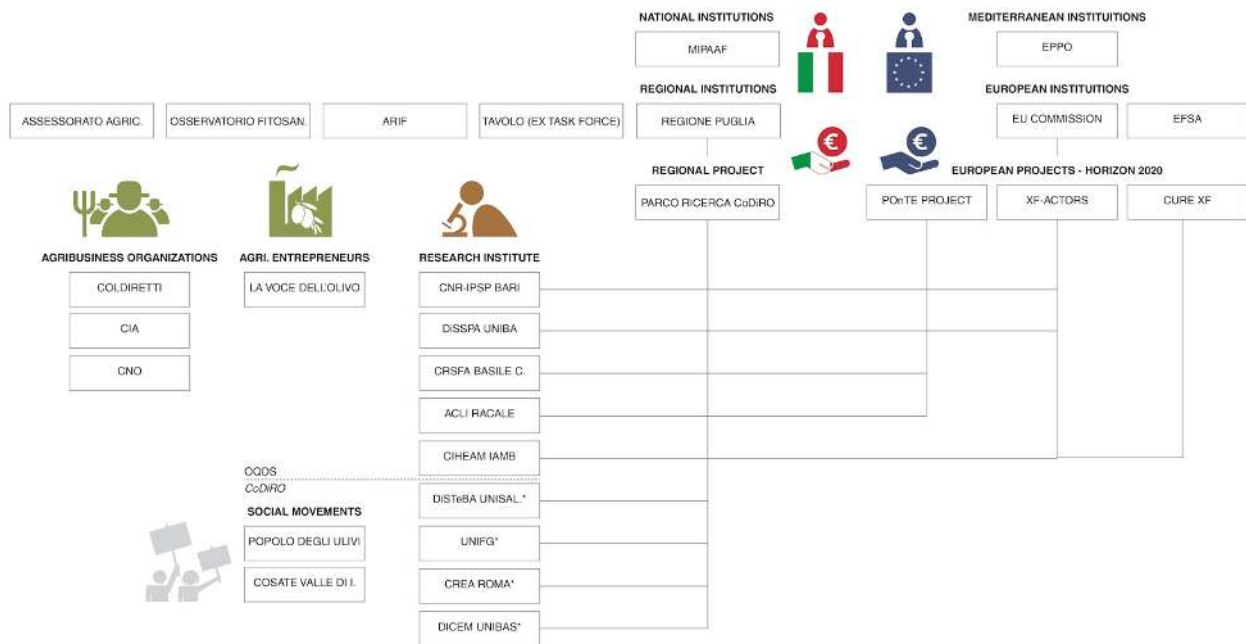 NATIONAL INSTITUTIONS
MEDITERRANEAN INSTITUITIONS
MIPAAF
EPPO
REGIONAL INSTITUTIONS
EUROPEAN INSTITUITIONS
ASSESSORATO AGRIC.
OSSERVATORIO FITOSAN.
ARIF
TAVOLO (EX TASK FORCE)
REGIONE PUGLIA
EU COMMISSION
EFSA
€
€
REGIONAL PROJECT
EUROPEAN PROJECTS - HORIZON 2020
PARCO RICERCA CoDiRO
POnTE PROJECT
XF-ACTORS
CURE XF
AGRIBUSINESS ORGANIZATIONS
AGRI. ENTREPRENEURS
RESEARCH INSTITUTE
COLDIRETTI
LA VOCE DELL'OLIVO
CNR-IPSP BARI
CIA
DiSSPA UNIBA
CNO
CRSFA BASILE C.
ACLI RACALE
CIHEAM IAMB
OQDS
CoDiRO
DiSTeBA UNISAL.*
SOCIAL MOVEMENTS
POPOLO DEGLI ULIVI
UNIFG*
COSATE VALLE DI I.
CREA ROMA*
DICEM UNIBAS*